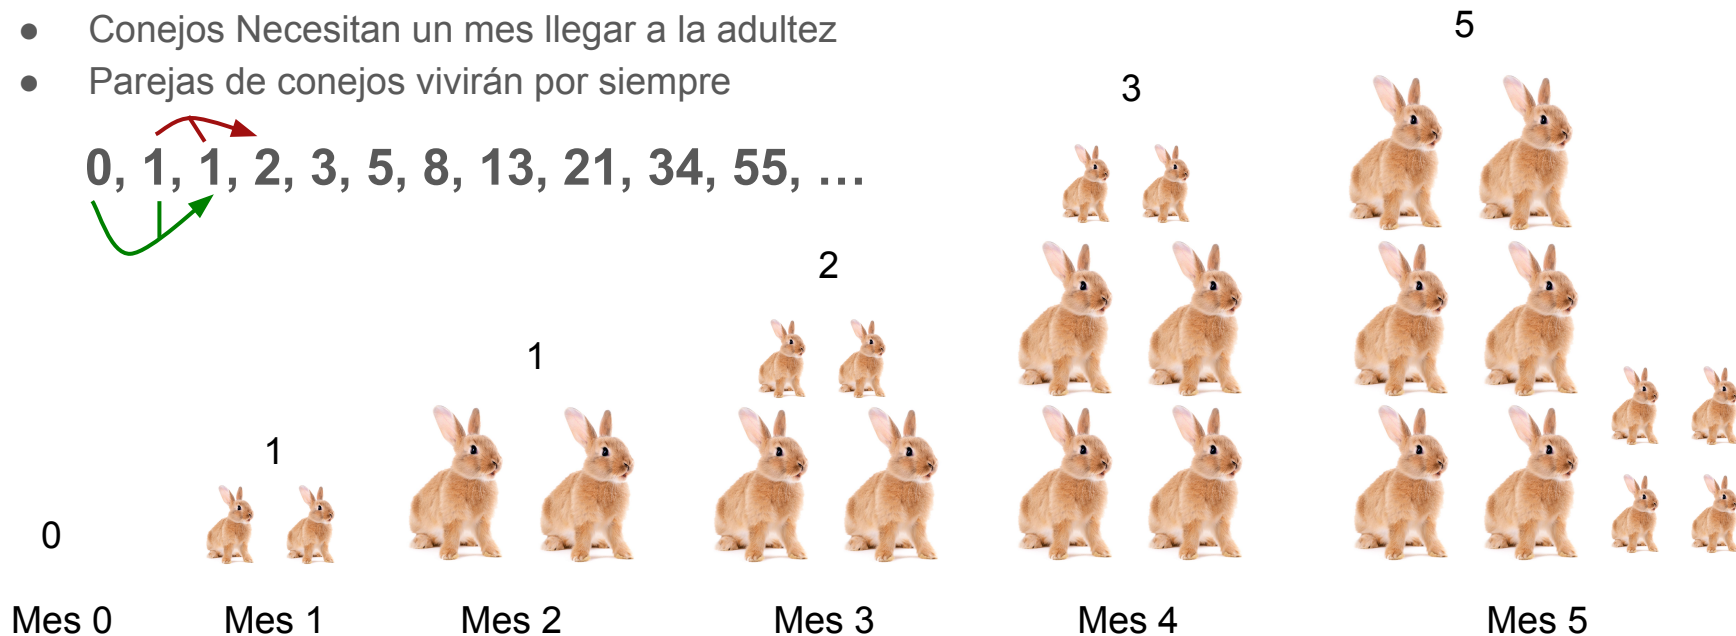 ● Conejos Necesitan un mes llegar a la adultez
● Parejas de conejos vivirán por siempre
0, 1, 1, 2, 3, 5, 8, 13, 21, 34, 55, …
0
1
1
2
3
5
Mes 0
Mes 1
Mes 2
Mes 3
Mes 4
Mes 5